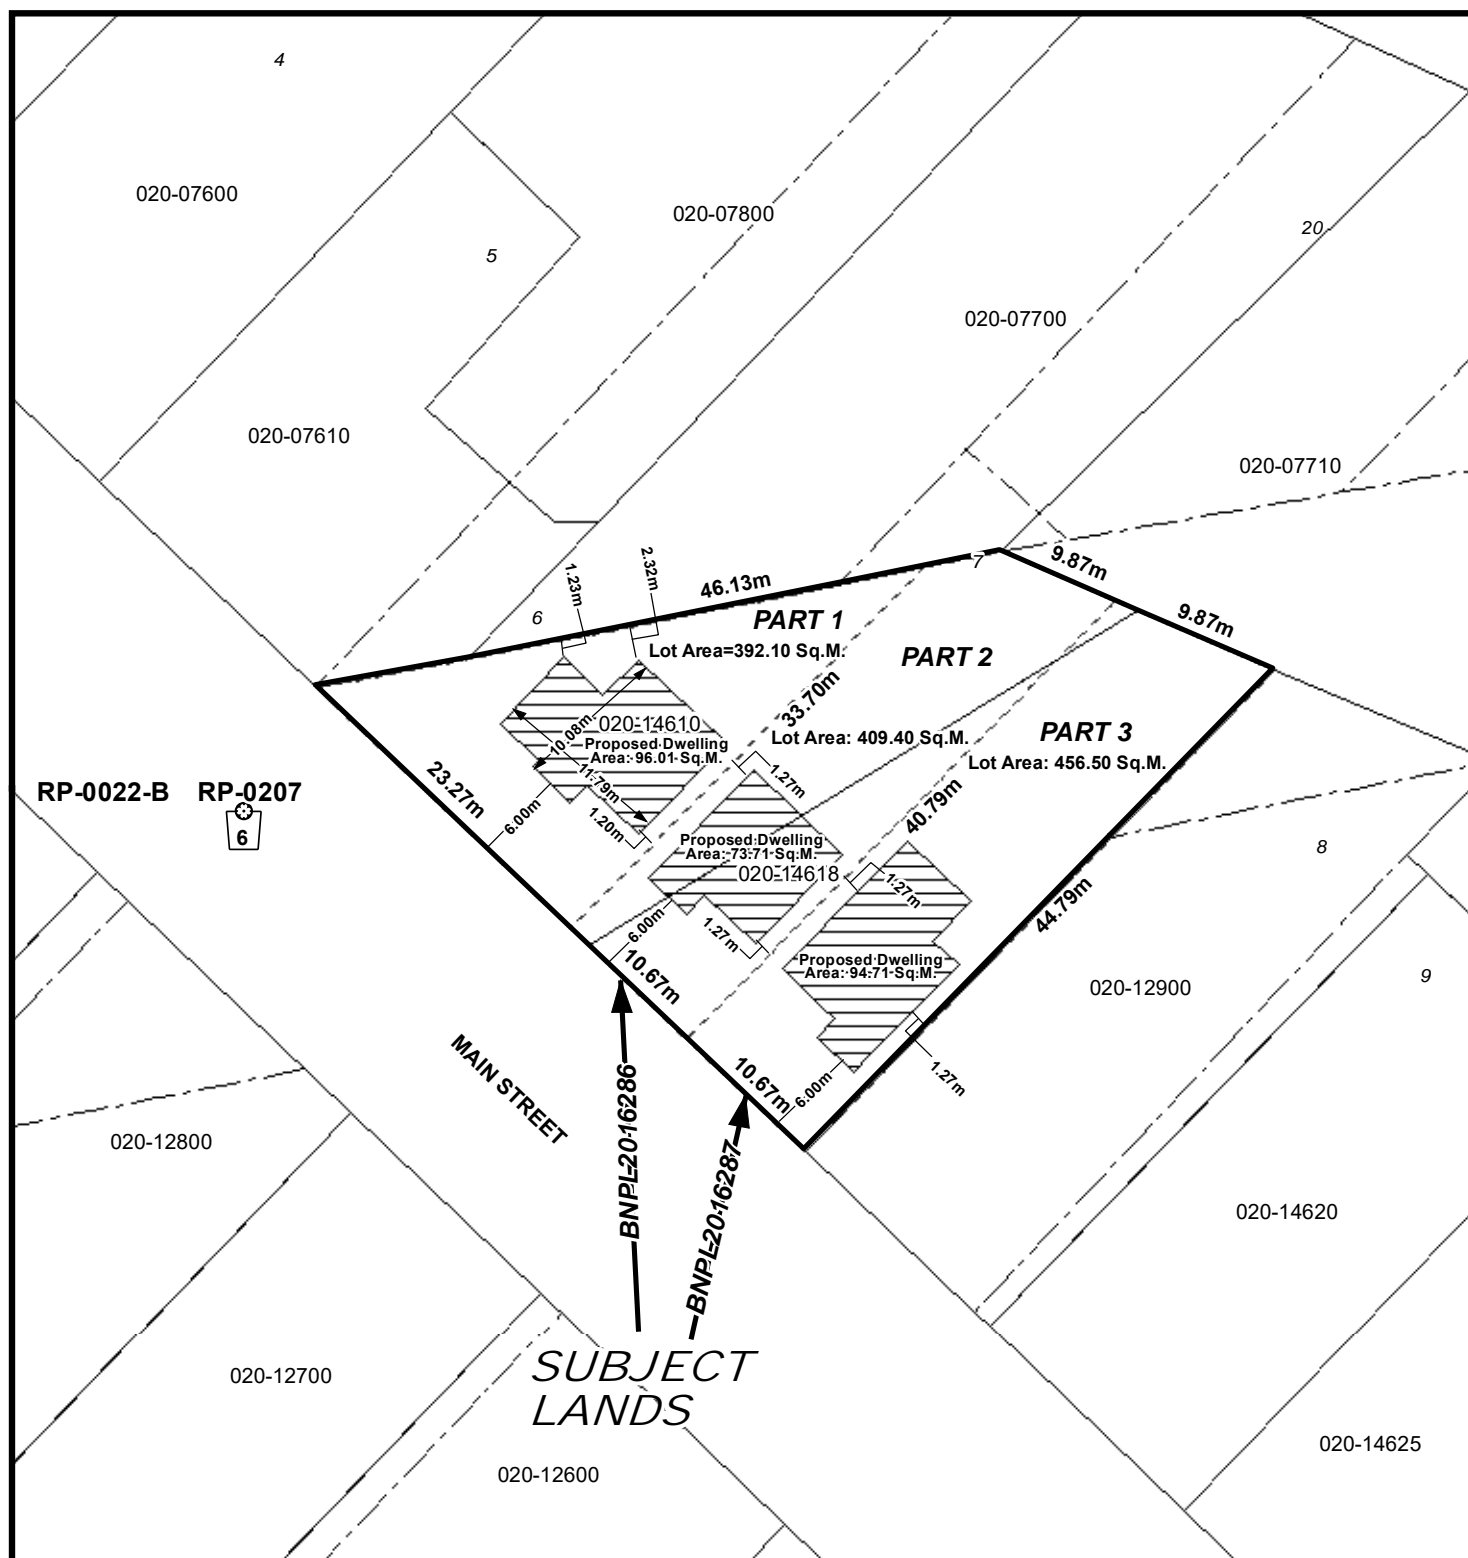 4
020-07600
020-07800
20
5
020-07700
020-07610
020-07710
7
2.32m
1.23m
46.13m
9.87m
9.87m
6
PART 1
Lot Area=392.10 Sq.M.
PART 2
33.70m
020-14610
10.08m
Proposed Dwelling
Area: 96.01 Sq.M.
11.79m
Lot Area: 409.40 Sq.M.
PART 3
Lot Area: 456.50 Sq.M.
1.27m
23.27m
6.00m
1.20m
40.79m
RP-0022-B
RP-0207
6
Proposed Dwelling
Area: 73.71 Sq.M.
020-14618
1.27m
8
44.79m
6.00m
1.27m
Proposed Dwelling
Area: 94.71 Sq.M.
10.67m
020-12900
9
MAIN STREET
10.67m
6.00m
1.27m
BNPL2016286
BNPL2016287
020-12800
020-14620
SUBJECT
LANDS
020-12700
020-12600
020-14625